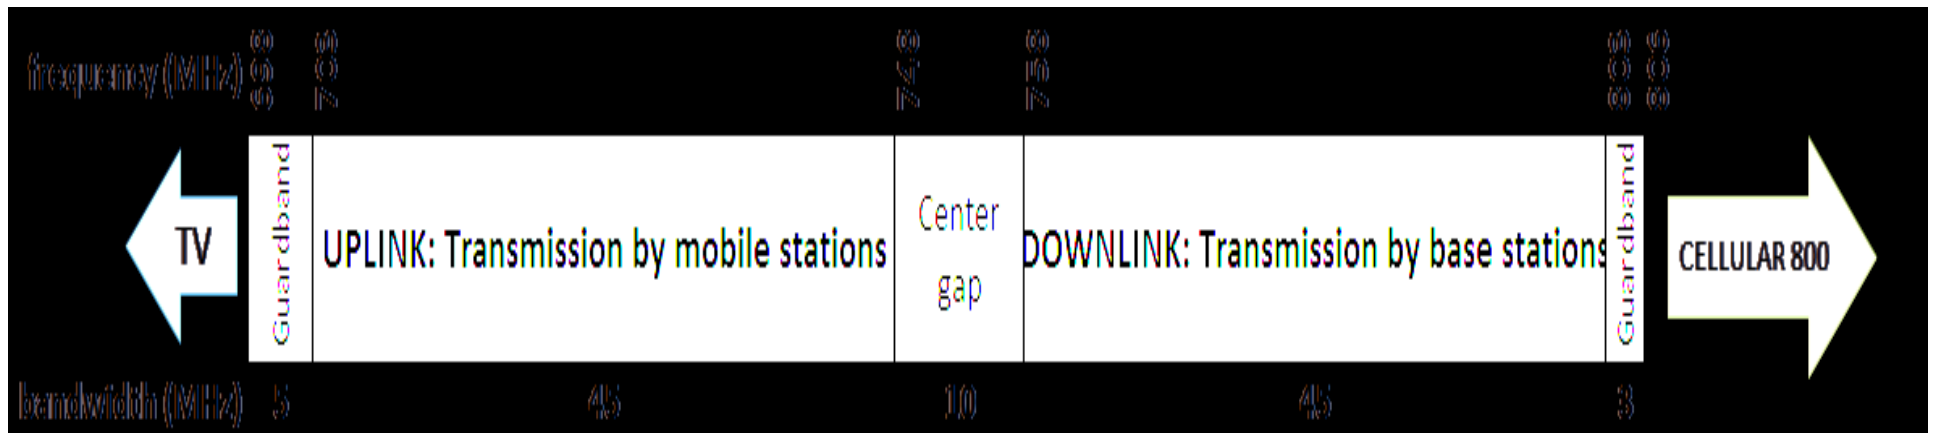 frequency (MHz) 698 703 748 758 803 806
TV
Guardband
UPLINK: Transmission by mobile stations
Center
gap
DOWNLINK: Transmission by base stations
Guardband
CELLULAR 800
bandwidth (MHz) 5 45 10 45 3